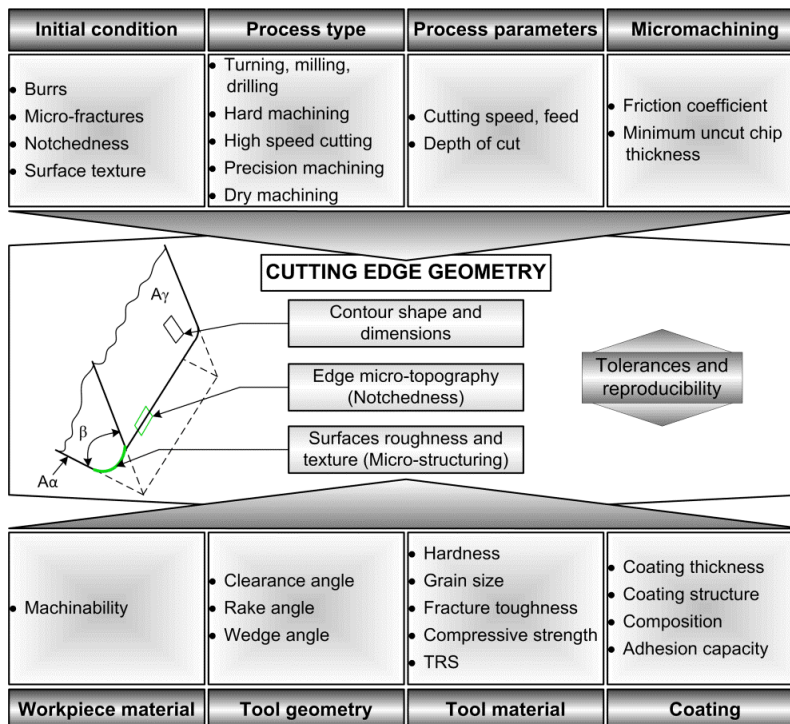 Initial condition
Process type
Process parameters
Micromachining
• Burrs
• Micro-fractures
• Notchedness
• Surface texture
• Turning, milling,
drilling
• Hard machining
• High speed cutting
• Precision machining
• Dry machining
• Cutting speed, feed
• Depth of cut
• Friction coefficient
• Minimum uncut chip
thickness
CUTTING EDGE GEOMETRY
Aγ
β
Aα
Contour shape and
dimensions
Edge micro-topography
(Notchedness)
Surfaces roughness and
texture (Micro-structuring)
Tolerances and
reproducibility
• Machinability
• Clearance angle
• Rake angle
• Wedge angle
• Hardness
• Grain size
• Fracture toughness
• Compressive strength
• TRS
• Coating thickness
• Coating structure
• Composition
• Adhesion capacity
Workpiece material
Tool geometry
Tool material
Coating